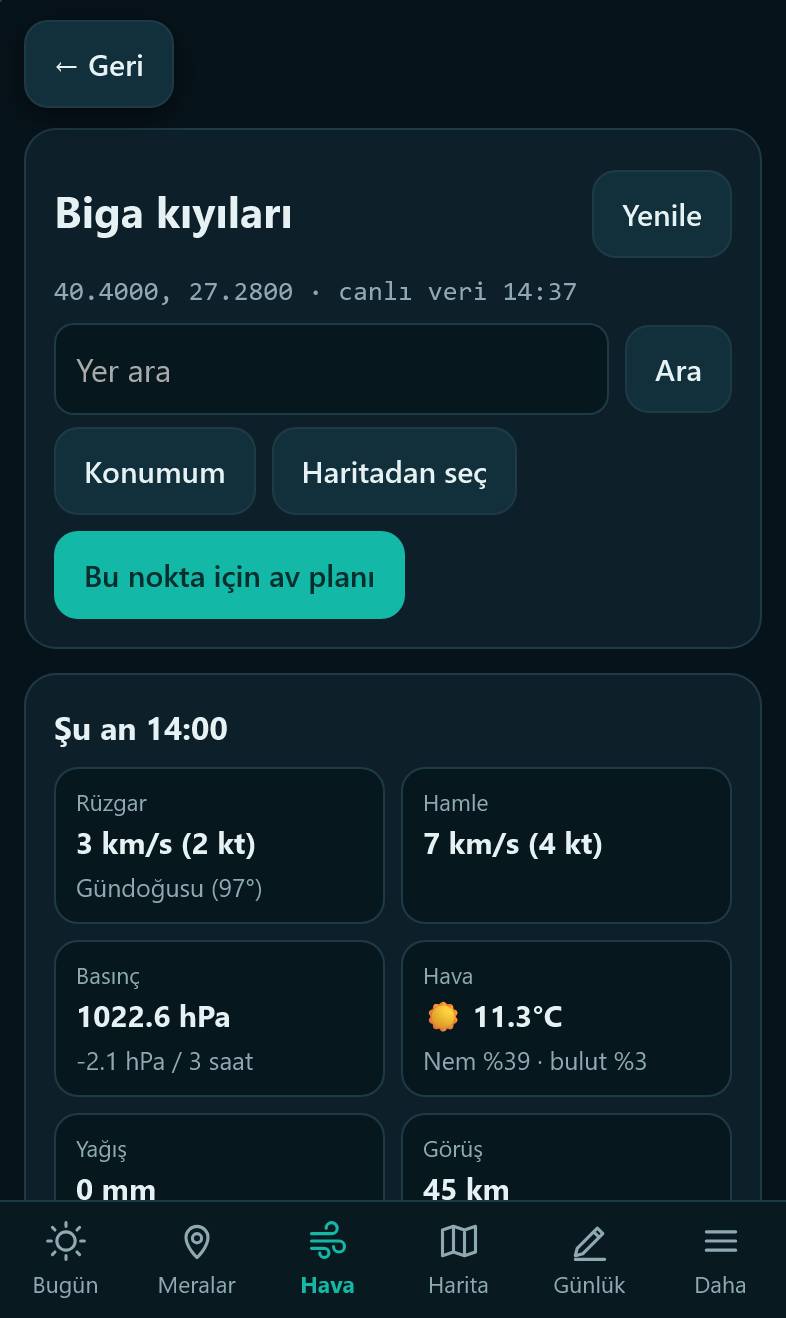 ← Geri
Biga kıyıları
Yenile
40.4000, 27.2800 · canlı veri 14:37
Yer ara
Ara
Konumum
Haritadan seç
Bu nokta için av planı
Şu an 14:00
Rüzgar
3 km/s (2 kt)
Gündoğusu (97°)
Hamle
7 km/s (4 kt)
Basınç
1022.6 hPa
-2.1 hPa / 3 saat
Hava
11.3°C
Nem %39 · bulut %3
Yağış
0 mm
Görüş
45 km
Bugün
Meralar
Hava
Harita
Günlük
Daha